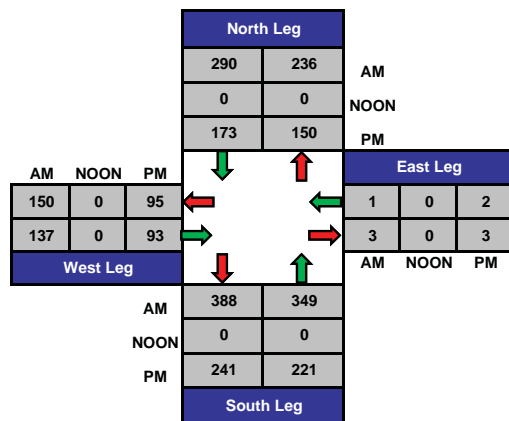 North Leg
290 236 AM
0 0 NOON
173 150 PM
East Leg
AM NOON PM
150 0 95 1 0 2
137 0 93 3 0 3
West Leg AM NOON PM
AM 388 349
NOON 0 0
PM 241 221
South Leg